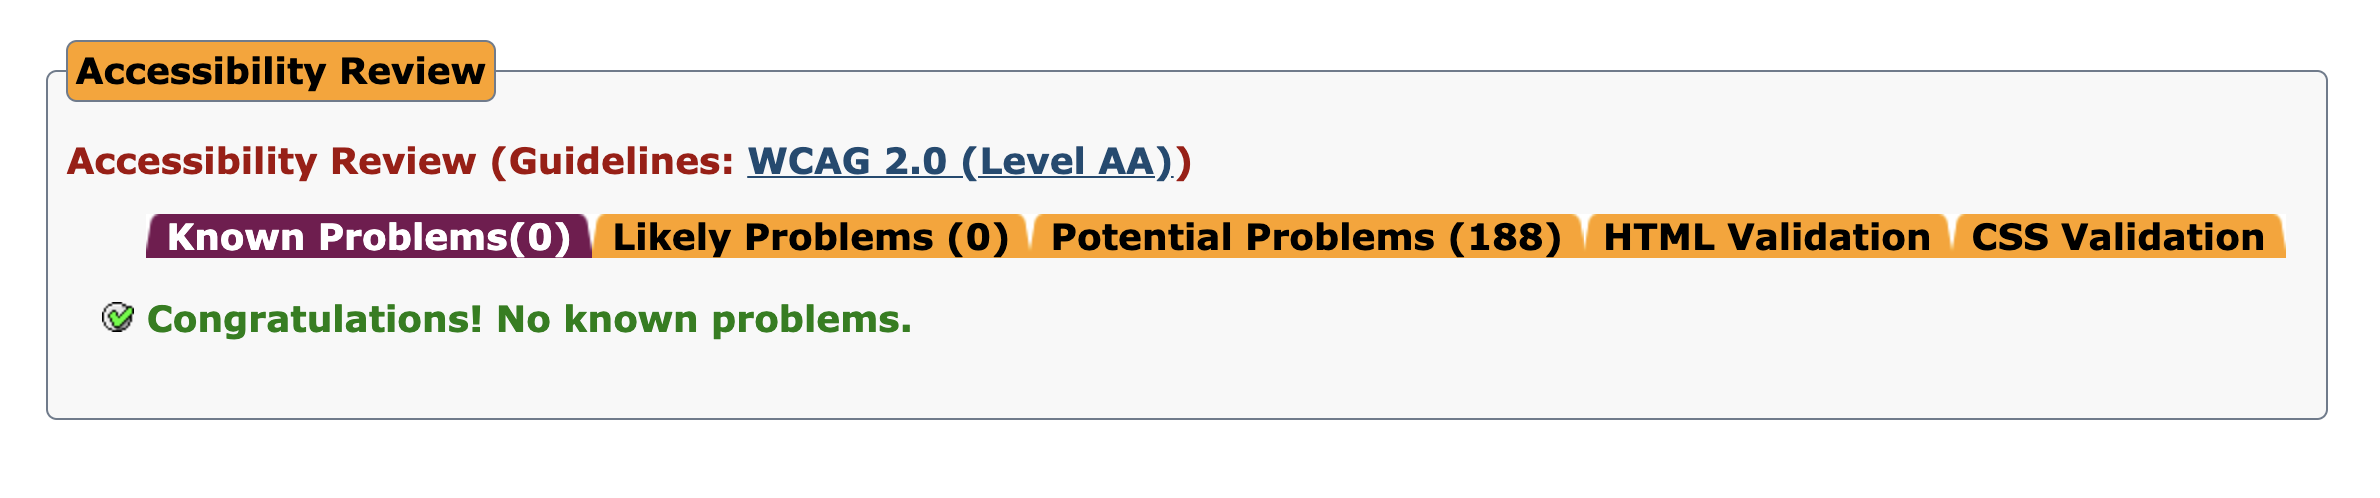 Accessibility Review
Accessibility Review (Guidelines: WCAG 2.0 (Level AA))
Known Problems(0) Likely Problems (0) Potential Problems (188) HTML Validation CSS Validation
Congratulations! No known problems.